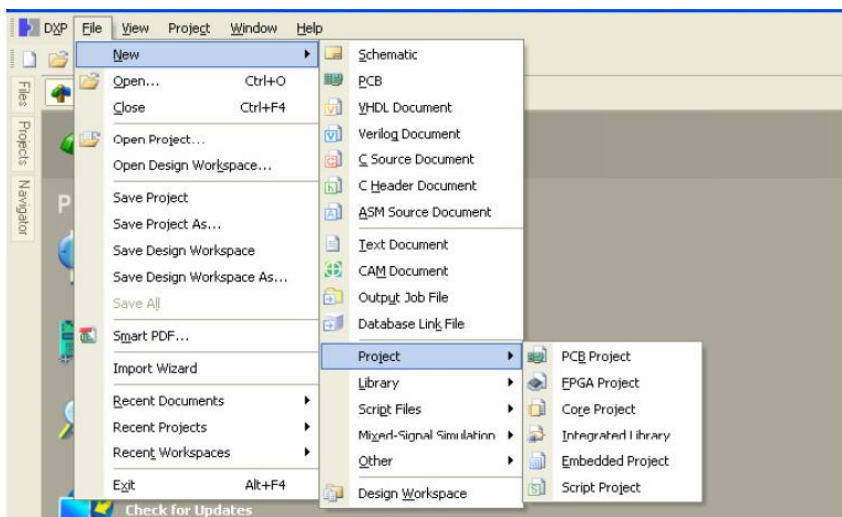 DXP File View Project Window Help
Files
Projects
Navigator
New
Open... Ctrl+O
Close Ctrl+F4
Open Project...
Open Design Workspace...
Save Project
Save Project As...
Save Design Workspace
Save Design Workspace As...
Save All
Smart PDF...
Import Wizard
Recent Documents
Recent Projects
Recent Workspaces
Exit Alt+F4
Check for Updates
P
Schematic
PCB
VHDL Document
Verilog Document
C Source Document
C Header Document
ASM Source Document
Text Document
CAM Document
Output Job File
Database Link File
Project
Library
Script Files
Mixed-Signal Simulation
Other
Design Workspace
PCB Project
FPGA Project
Core Project
Integrated Library
Embedded Project
Script Project